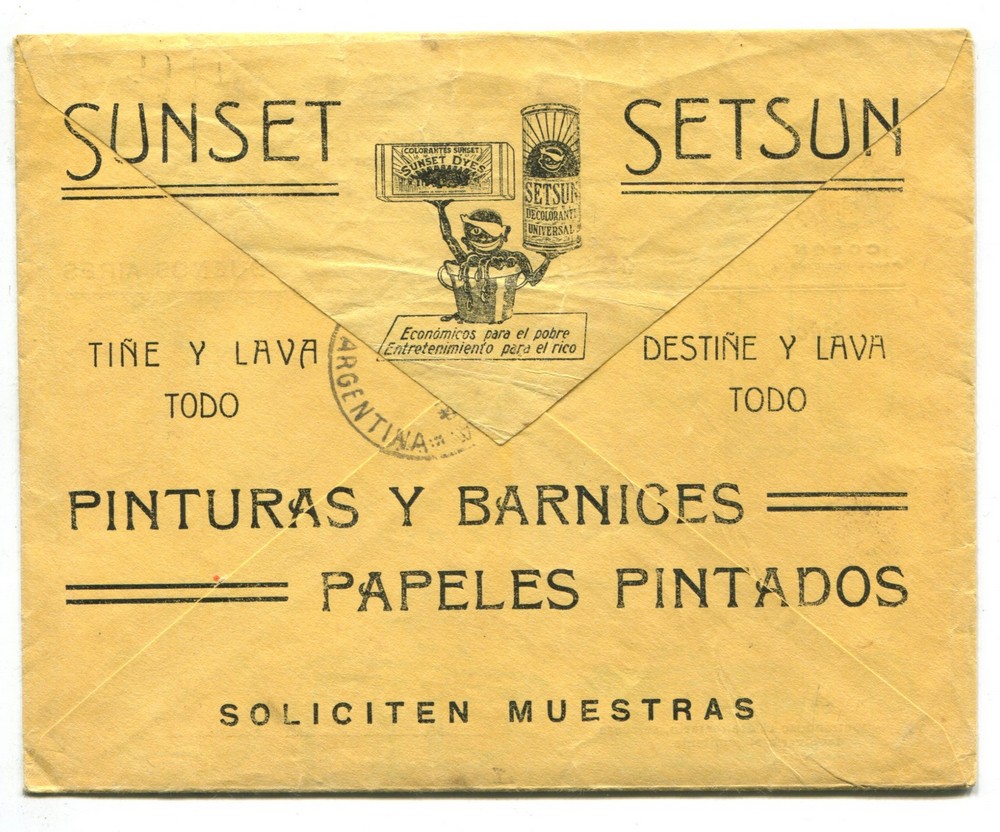 SUNSET
SETSUN
COLORANTES SUNSET
SUNSET DYES
SETSUN
DECOLORANTE
UNIVERSAL
Económicos para el pobre
Entretenimiento para el rico
TIÑE Y LAVA
TODO
DESTIÑE Y LAVA
TODO
ARGENTINA
PINTURAS Y BARNICES
PAPELES PINTADOS
SOLICITEN MUESTRAS